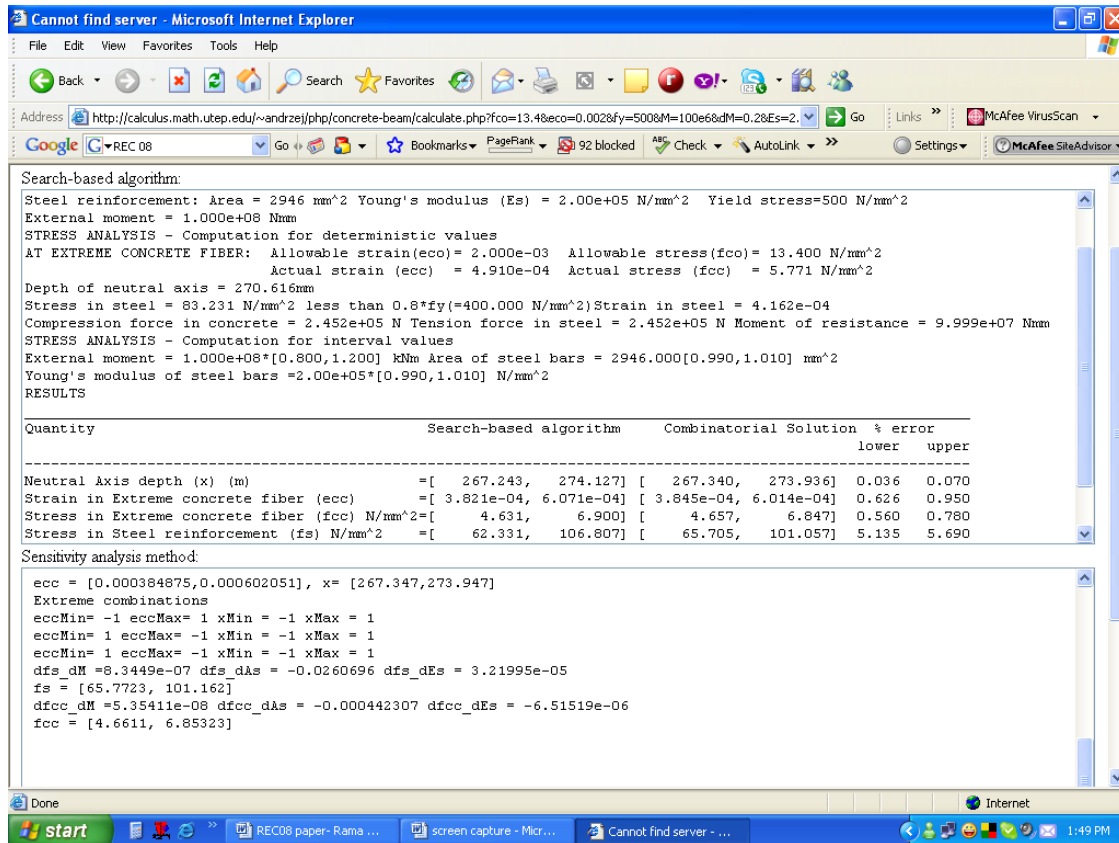 Cannot find server - Microsoft Internet Explorer
File Edit View Favorites Tools Help
Back Search Favorites
Address http://calculus.math.utep.edu/~andrzej/php/concrete-beam/calculate.php?fco=13.4&eco=0.002&fy=500&M=100e6&dM=0.2&Es=2. Go Links » McAfee VirusScan
Google G REC 08 Go Bookmarks PageRank 92 blocked ABC Check AutoLink » Settings McAfee SiteAdvisor
Search-based algorithm:
Steel reinforcement: Area = 2946 mm^2 Young's modulus (Es) = 2.00e+05 N/mm^2 Yield stress=500 N/mm^2
External moment = 1.000e+08 Nmm
STRESS ANALYSIS - Computation for deterministic values
AT EXTREME CONCRETE FIBER: Allowable strain(eco)= 2.000e-03 Allowable stress(fco)= 13.400 N/mm^2
Actual strain (ecc) = 4.910e-04 Actual stress (fcc) = 5.771 N/mm^2
Depth of neutral axis = 270.616mm
Stress in steel = 83.231 N/mm^2 less than 0.8*fy(=400.000 N/mm^2)Strain in steel = 4.162e-04
Compression force in concrete = 2.452e+05 N Tension force in steel = 2.452e+05 N Moment of resistance = 9.999e+07 Nmm
STRESS ANALYSIS - Computation for interval values
External moment = 1.000e+08*[0.800,1.200] kNm Area of steel bars = 2946.000[0.990,1.010] mm^2
Young's modulus of steel bars =2.00e+05*[0.990,1.010] N/mm^2
RESULTS
Quantity Search-based algorithm Combinatorial Solution % error
lower upper
Neutral Axis depth (x) (m) =[ 267.243, 274.127] [ 267.340, 273.936] 0.036 0.070
Strain in Extreme concrete fiber (ecc) =[ 3.821e-04, 6.071e-04] [ 3.845e-04, 6.014e-04] 0.626 0.950
Stress in Extreme concrete fiber (fcc) N/mm^2=[ 4.631, 6.900] [ 4.657, 6.847] 0.560 0.780
Stress in Steel reinforcement (fs) N/mm^2 =[ 62.331, 106.807] [ 65.705, 101.057] 5.135 5.690
Sensitivity analysis method:
ecc = [0.000384875,0.000602051], x= [267.347,273.947]
Extreme combinations
eccMin= -1 eccMax= 1 xMin = -1 xMax = 1
eccMin= 1 eccMax= -1 xMin = -1 xMax = 1
eccMin= 1 eccMax= -1 xMin = -1 xMax = 1
dfs_dM =8.3449e-07 dfs_dAs = -0.0260696 dfs_dEs = 3.21995e-05
fs = [65.7723, 101.162]
dfcc_dM =5.35411e-08 dfcc_dAs = -0.000442307 dfcc_dEs = -6.51519e-06
fcc = [4.6611, 6.85323]
Done Internet
start » REC08 paper- Rama ... screen capture - Micr... Cannot find server - ... 1:49 PM